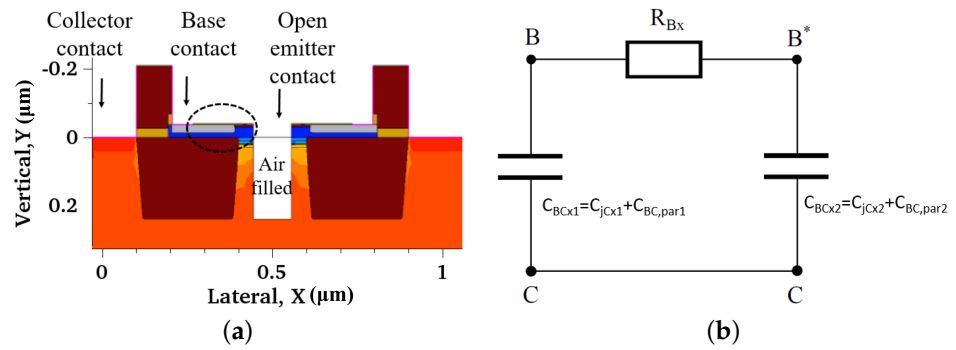 Collector
contact
Base
contact
Open
emitter
contact
Vertical,Y (μm)
-0.2
0
0.2
Air
filled
0
0.5
1
Lateral, X (μm)
(a)
R_Bx
B
B*
C_BCx1=C_jCx1+C_BC,par1
C_BCx2=C_jCx2+C_BC,par2
C
C
(b)